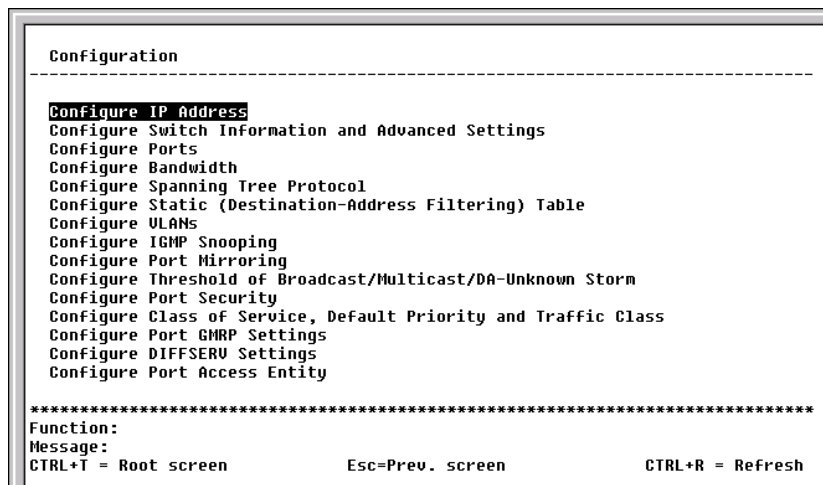 Configuration
Configure IP Address
Configure Switch Information and Advanced Settings
Configure Ports
Configure Bandwidth
Configure Spanning Tree Protocol
Configure Static (Destination-Address Filtering) Table
Configure VLANs
Configure IGMP Snooping
Configure Port Mirroring
Configure Threshold of Broadcast/Multicast/DA-Unknown Storm
Configure Port Security
Configure Class of Service, Default Priority and Traffic Class
Configure Port GMRP Settings
Configure DIFFSERV Settings
Configure Port Access Entity
*******************************************************************************
Function:
Message:
CTRL+T = Root screen Esc=Prev. screen CTRL+R = Refresh